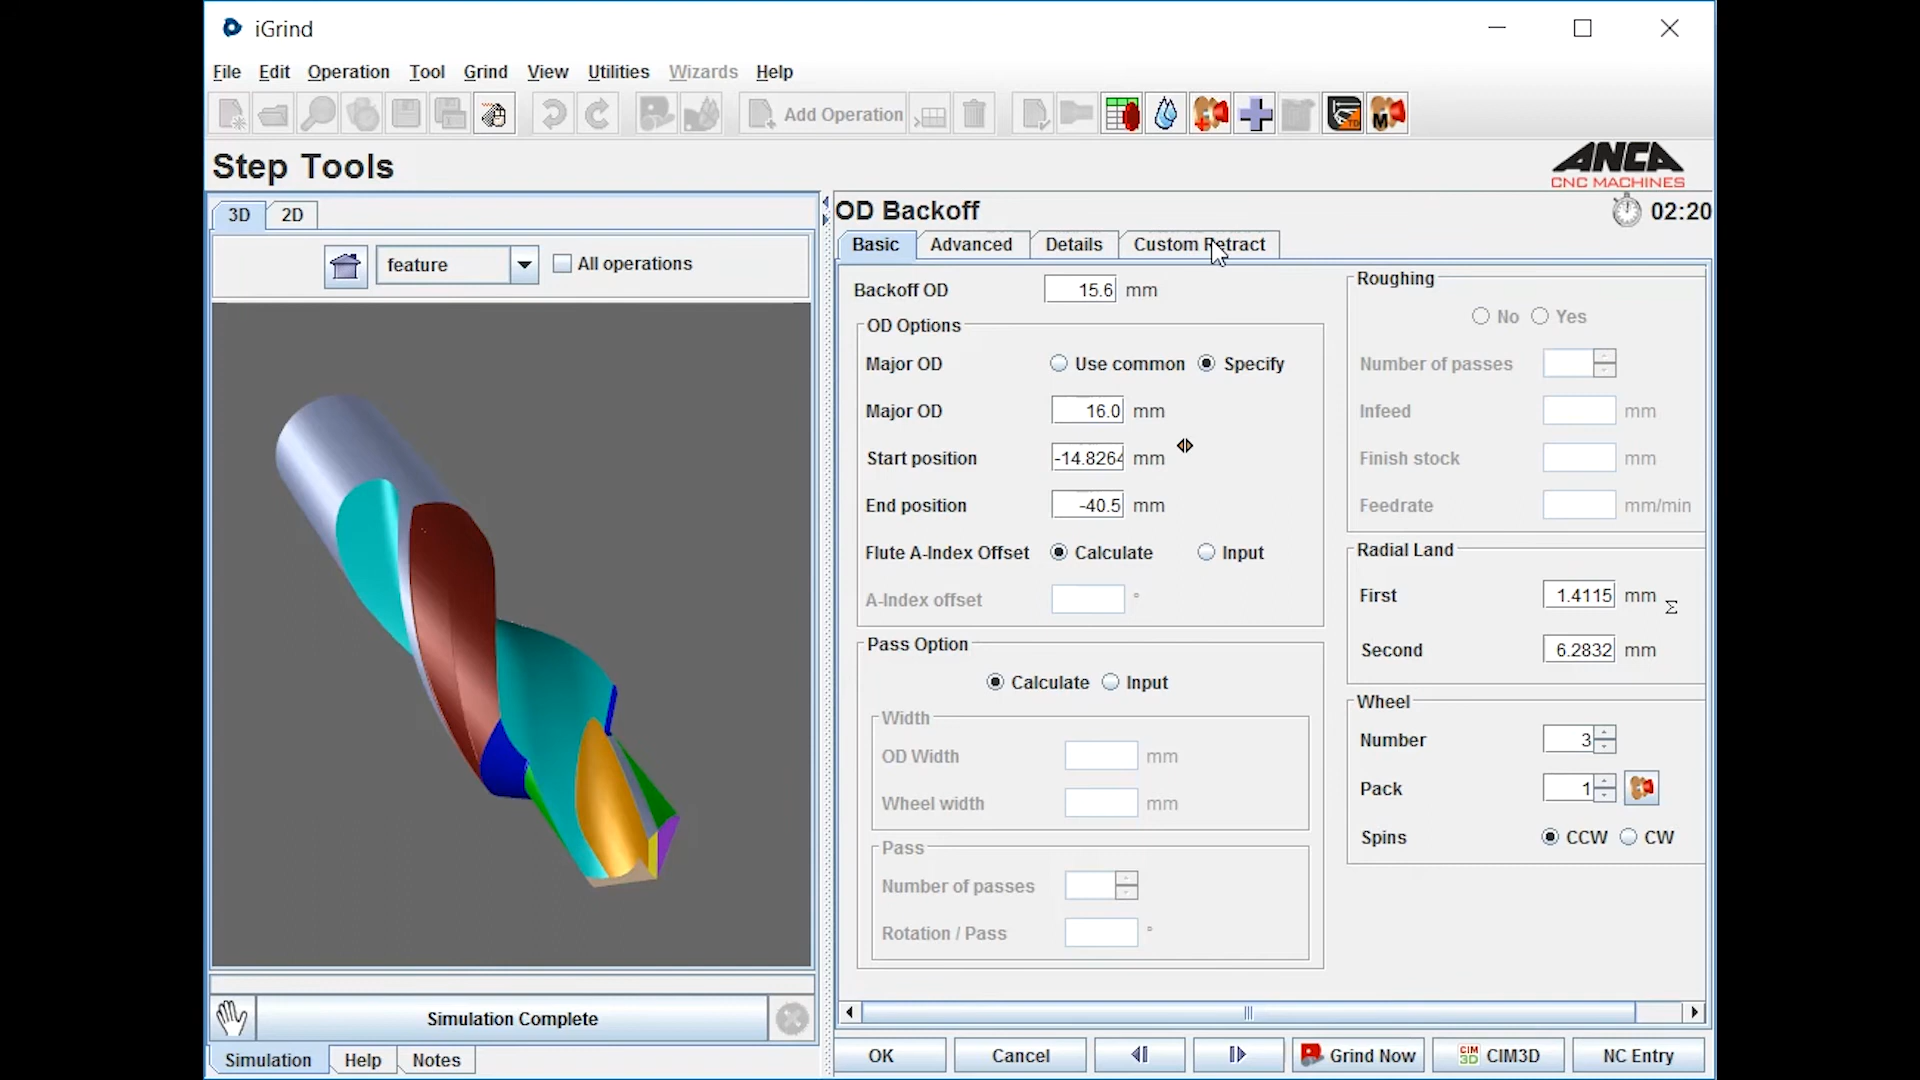 iGrind
File Edit Operation Tool Grind View Utilities Wizards Help
Add Operation
TD
M
Step Tools
ANCA
CNC MACHINES
3D 2D
feature
All operations
Simulation Complete
Simulation Help Notes
OD Backoff
02:20
Basic Advanced Details Custom Retract
Backoff OD 15.6 mm
OD Options
Major OD Use common Specify
Major OD 16.0 mm
Start position -14.8264 mm
End position -40.5 mm
Flute A-Index Offset Calculate Input
A-Index offset °
Pass Option
Calculate Input
Width
OD Width mm
Wheel width mm
Pass
Number of passes
Rotation / Pass °
Roughing
No Yes
Number of passes
Infeed mm
Finish stock mm
Feedrate mm/min
Radial Land
First 1.4115 mm Σ
Second 6.2832 mm
Wheel
Number 3
Pack 1
Spins CCW CW
OK Cancel Grind Now CIM 3D CIM3D NC Entry